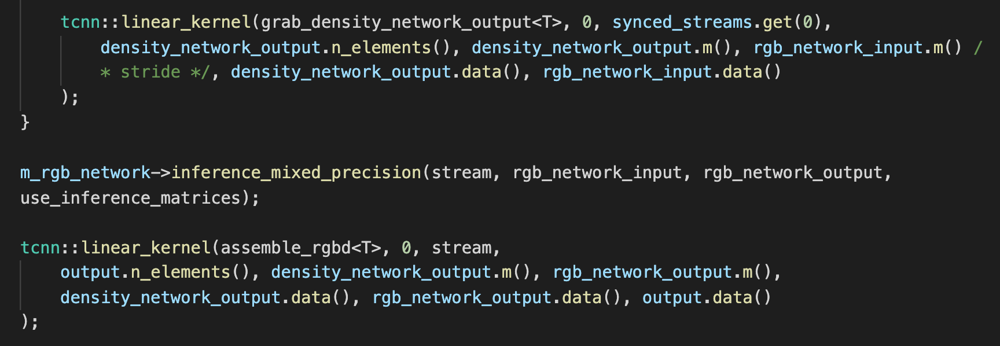 tcnn::linear_kernel(grab_density_network_output<T>, 0, synced_streams.get(0),
density_network_output.n_elements(), density_network_output.m(), rgb_network_input.m() /
* stride */, density_network_output.data(), rgb_network_input.data()
);
}
m_rgb_network->inference_mixed_precision(stream, rgb_network_input, rgb_network_output,
use_inference_matrices);
tcnn::linear_kernel(assemble_rgbd<T>, 0, stream,
output.n_elements(), density_network_output.m(), rgb_network_output.m(),
density_network_output.data(), rgb_network_output.data(), output.data()
);